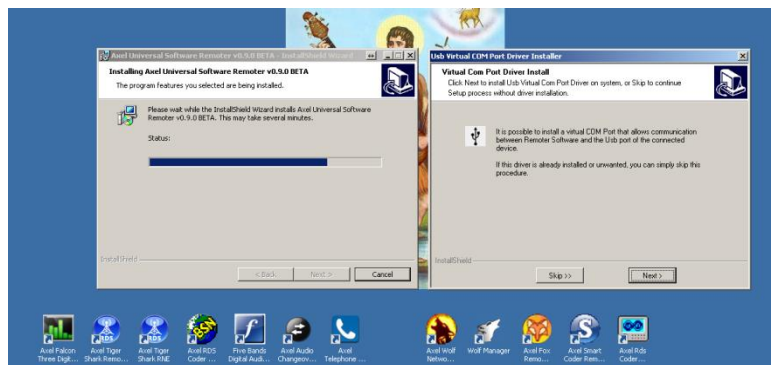 Axel Universal Software Remoter v0.9.0 BETA - InstallShield Wizard
Installing Axel Universal Software Remoter v0.9.0 BETA
The program features you selected are being installed.
Please wait while the InstallShield Wizard installs Axel Universal Software
Remoter v0.9.0 BETA. This may take several minutes.
Status:
InstallShield
< Back
Next >
Cancel
Usb Virtual COM Port Driver Installer
Virtual Com Port Driver Install
Click Next to install Usb Virtual Com Port Driver on system, or Skip to continue
Setup process without driver installation.
It is possible to install a virtual COM Port that allows communication
between Remoter Software and the Usb port of the connected
device.
If this driver is already installed or unwanted, you can simply skip this
procedure.
InstallShield
Skip >>
Next >
RDS
RDS
BSN
Axel Falcon
Three Digit...
Axel Tiger
Shark Remo...
Axel Tiger
Shark RNE
Axel RDS
Coder ...
Five Bands
Digital Audi...
Axel Audio
Changeov...
Axel
Telephone ...
Axel Wolf
Netwo...
Wolf Manager
Axel Fox
Remo...
Axel Smart
Coder Rem...
Axel Rds
Coder...